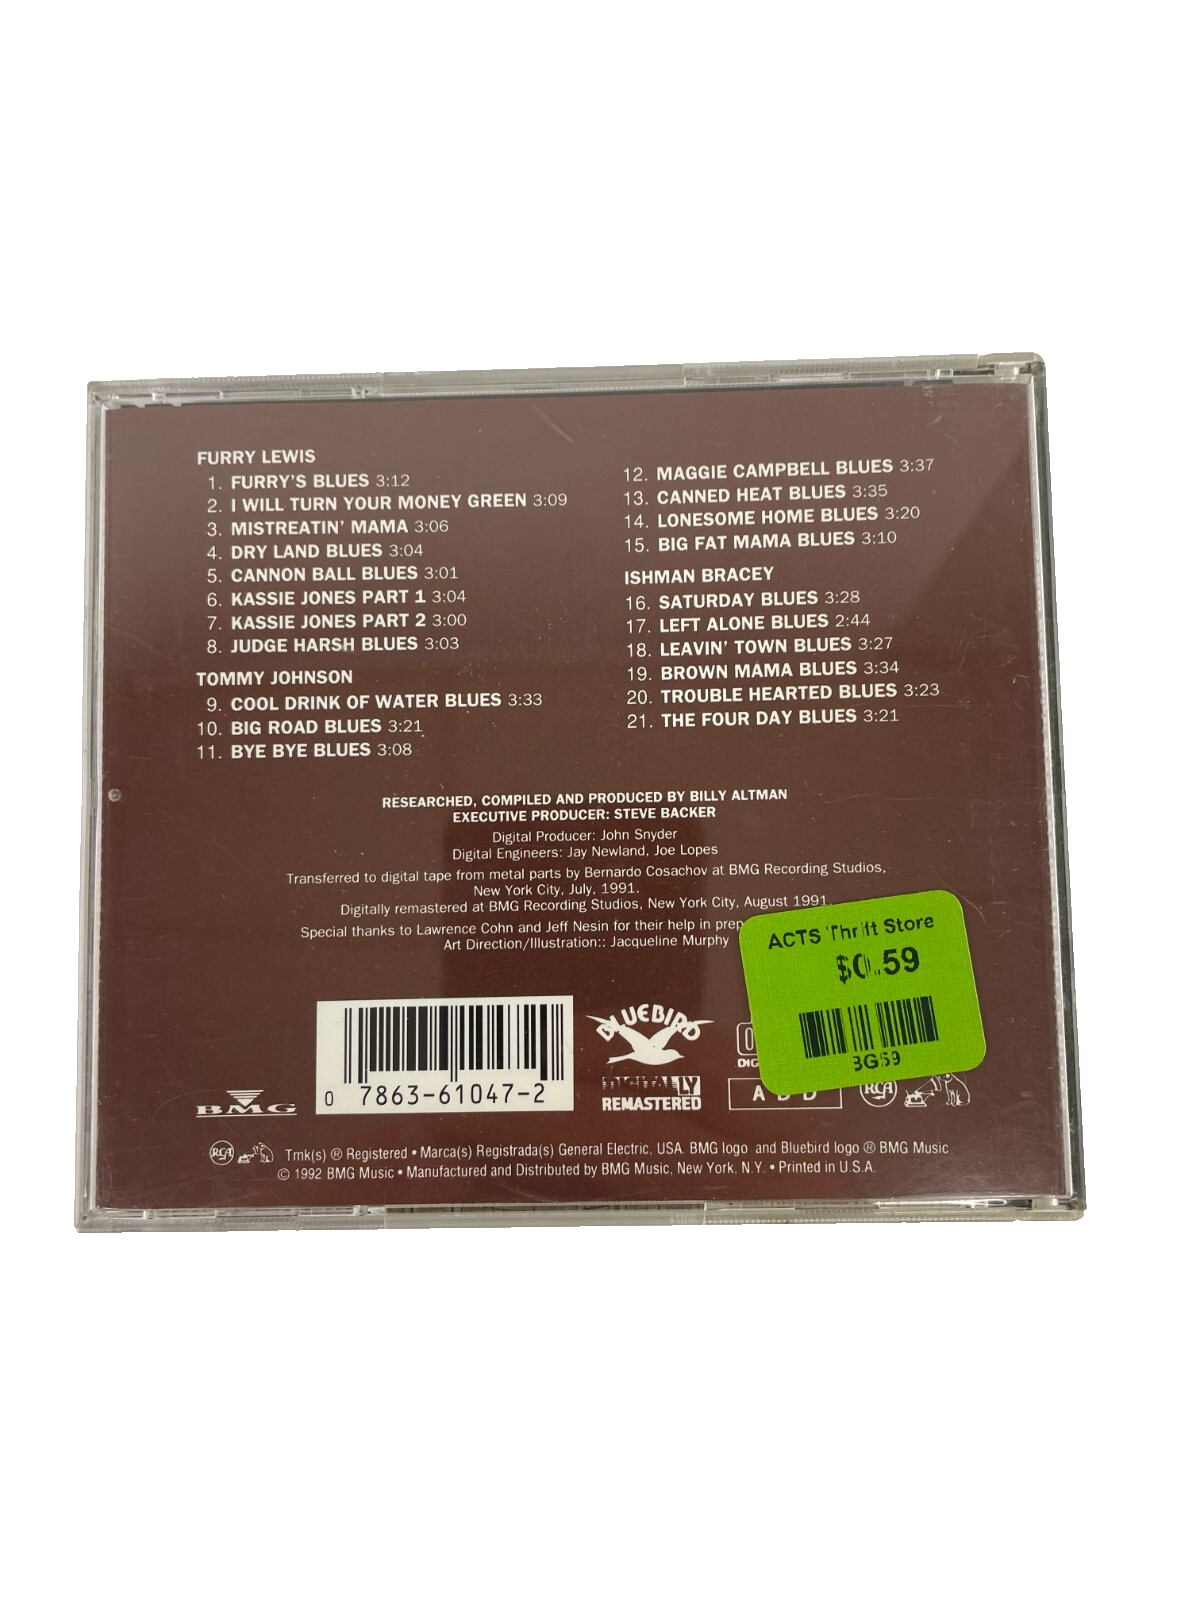 FURRY LEWIS
1. FURRY'S BLUES 3:12
2. I WILL TURN YOUR MONEY GREEN 3:09
3. MISTREATIN' MAMA 3:06
4. DRY LAND BLUES 3:04
5. CANNON BALL BLUES 3:01
6. KASSIE JONES PART 1 3:04
7. KASSIE JONES PART 2 3:00
8. JUDGE HARSH BLUES 3:03
TOMMY JOHNSON
9. COOL DRINK OF WATER BLUES 3:33
10. BIG ROAD BLUES 3:21
11. BYE BYE BLUES 3:08
12. MAGGIE CAMPBELL BLUES 3:37
13. CANNED HEAT BLUES 3:35
14. LONESOME HOME BLUES 3:20
15. BIG FAT MAMA BLUES 3:10
ISHMAN BRACEY
16. SATURDAY BLUES 3:28
17. LEFT ALONE BLUES 2:44
18. LEAVIN' TOWN BLUES 3:27
19. BROWN MAMA BLUES 3:34
20. TROUBLE HEARTED BLUES 3:23
21. THE FOUR DAY BLUES 3:21
RESEARCHED, COMPILED AND PRODUCED BY BILLY ALTMAN
EXECUTIVE PRODUCER: STEVE BACKER
Digital Producer: John Snyder
Digital Engineers: Jay Newland, Joe Lopes
Transferred to digital tape from metal parts by Bernardo Cosachov at BMG Recording Studios,
New York City, July, 1991.
Digitally remastered at BMG Recording Studios, New York City, August 1991.
Special thanks to Lawrence Cohn and Jeff Nesin for their help in
Art Direction/Illustration:: Jacqueline Murphy
ACTS Thrift Store
$0.59
BG59
BMG
0 7863-61047-2
BLUEBIRD
DIGITALLY
REMASTERED
A D D
RCA
RCA Tmk(s) ® Registered • Marca(s) Registrada(s) General Electric, USA. BMG logo and Bluebird logo ® BMG Music
© 1992 BMG Music • Manufactured and Distributed by BMG Music, New York, N.Y. • Printed in U.S.A.